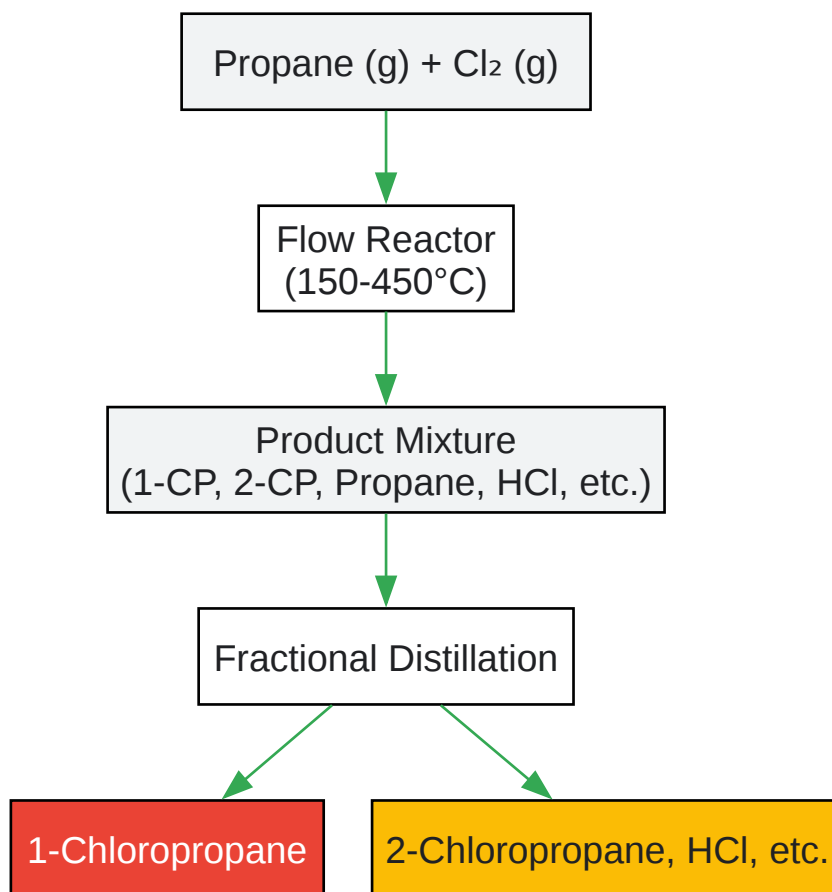 Propane (g) + Cl₂ (g)
Flow Reactor
(150-450°C)
Product Mixture
(1-CP, 2-CP, Propane, HCl, etc.)
Fractional Distillation
1-Chloropropane
2-Chloropropane, HCl, etc.